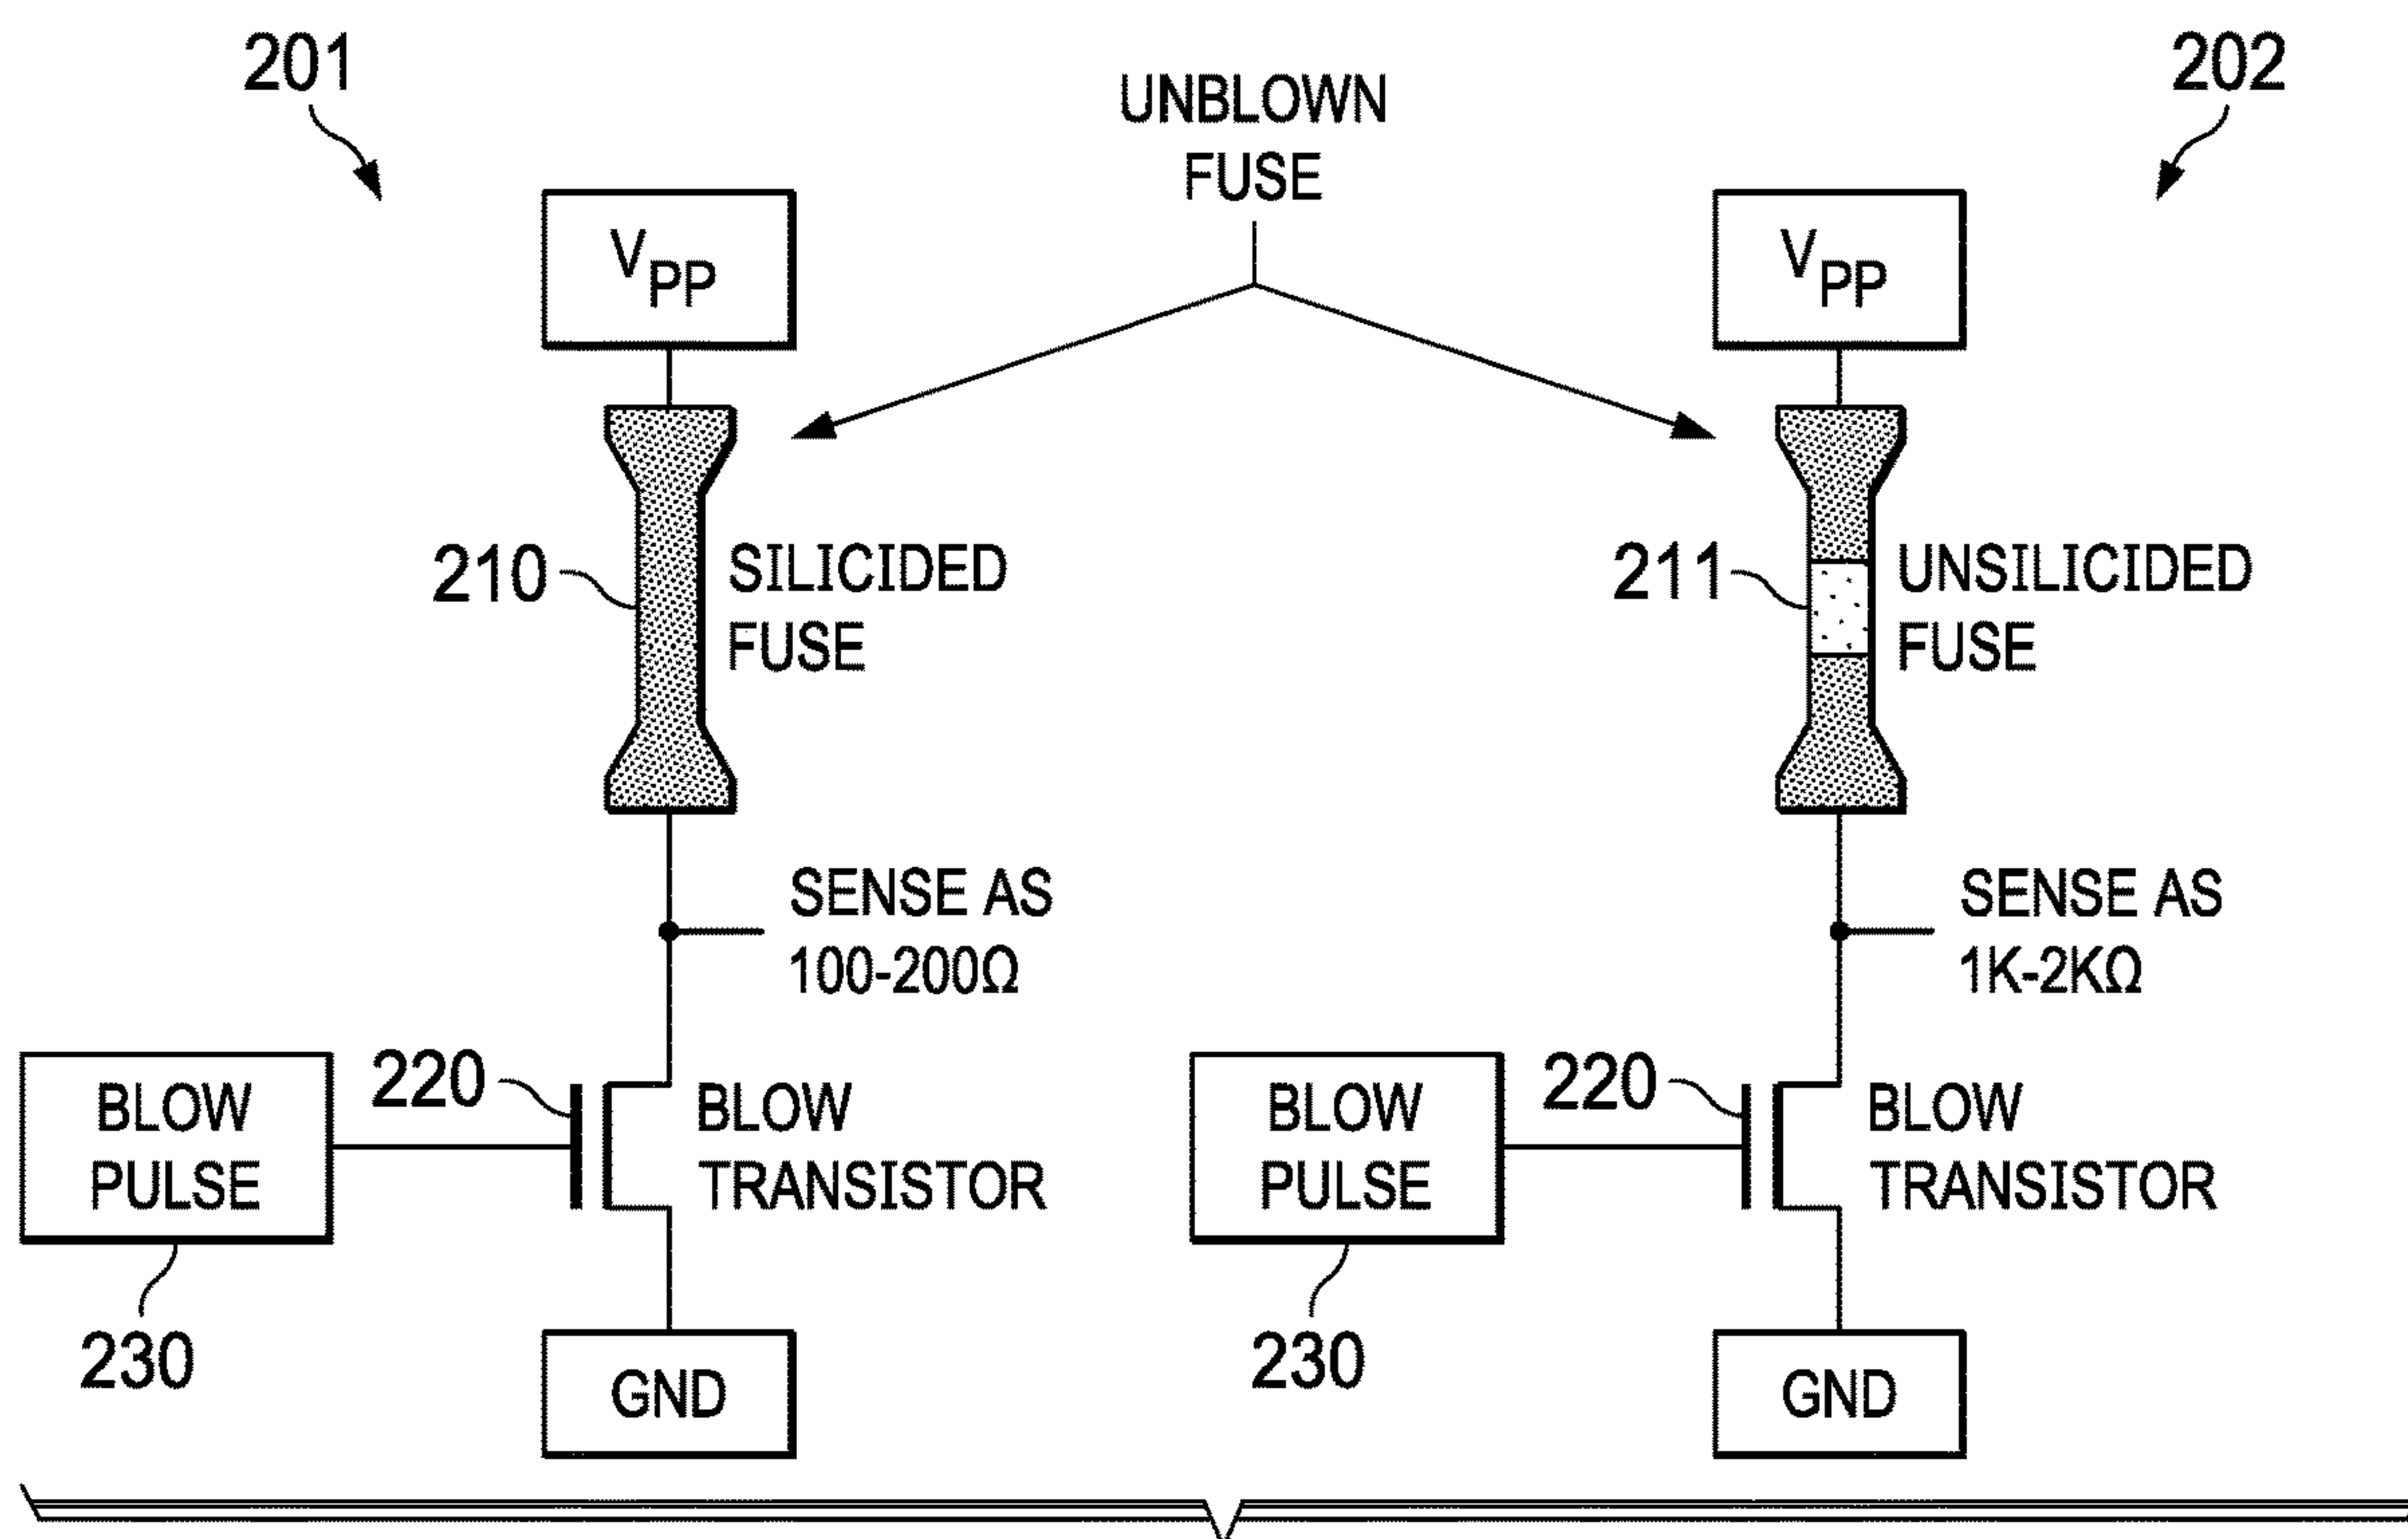 201
UNBLOWN
FUSE
202
VPP
VPP
210
SILICIDED
FUSE
211
UNSILICIDED
FUSE
SENSE AS
100-200Ω
SENSE AS
1K-2KΩ
BLOW
PULSE
220
BLOW
TRANSISTOR
BLOW
PULSE
220
BLOW
TRANSISTOR
230
GND
230
GND